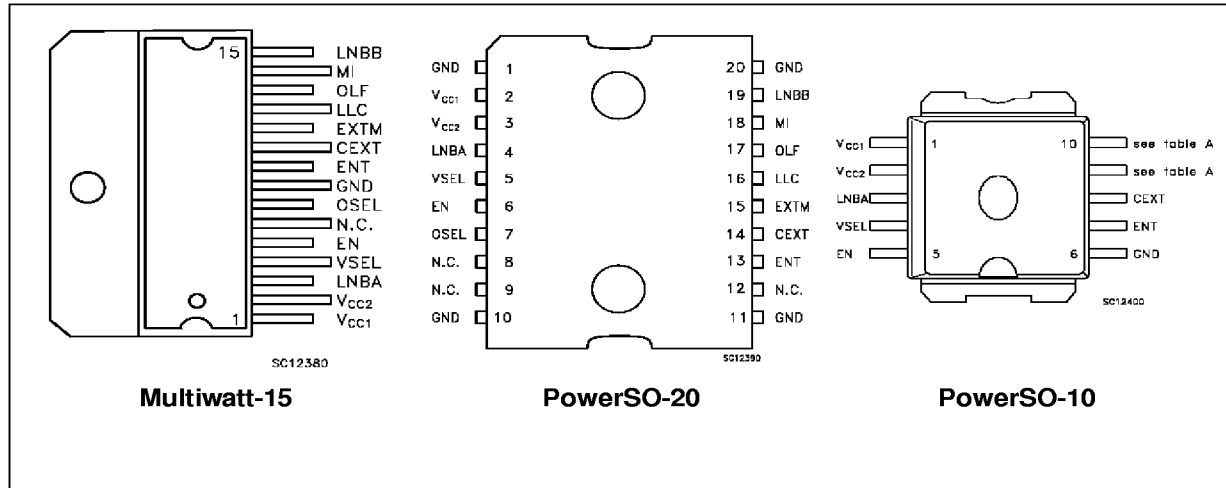 15
LNBB
MI
OLF
LLC
EXTM
CEXT
ENT
GND
OSEL
N.C.
EN
VSEL
LNBA
VCC2
1 VCC1
SC12380
Multiwatt-15
GND 1 20 GND
VCC1 2 19 LNBB
VCC2 3 18 MI
LNBA 4 17 OLF
VSEL 5 16 LLC
EN 6 15 EXTM
OSEL 7 14 CEXT
N.C. 8 13 ENT
N.C. 9 12 N.C.
GND 10 11 GND
SC12390
PowerSO-20
VCC1 1 10 see table A
VCC2 see table A
LNBA CEXT
VSEL ENT
EN 5 6 GND
SC12400
PowerSO-10